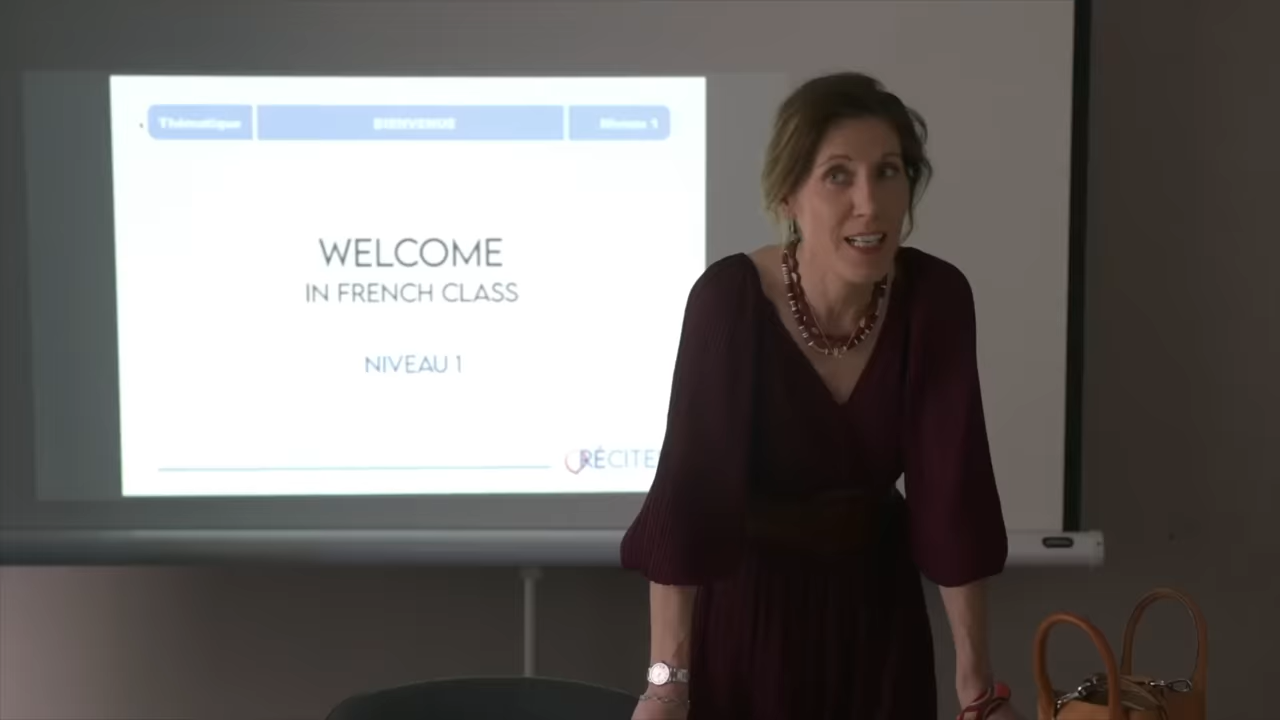 Thématique BIENVENUE Niveau 1
WELCOME
IN FRENCH CLASS
NIVEAU 1
RÉCITE